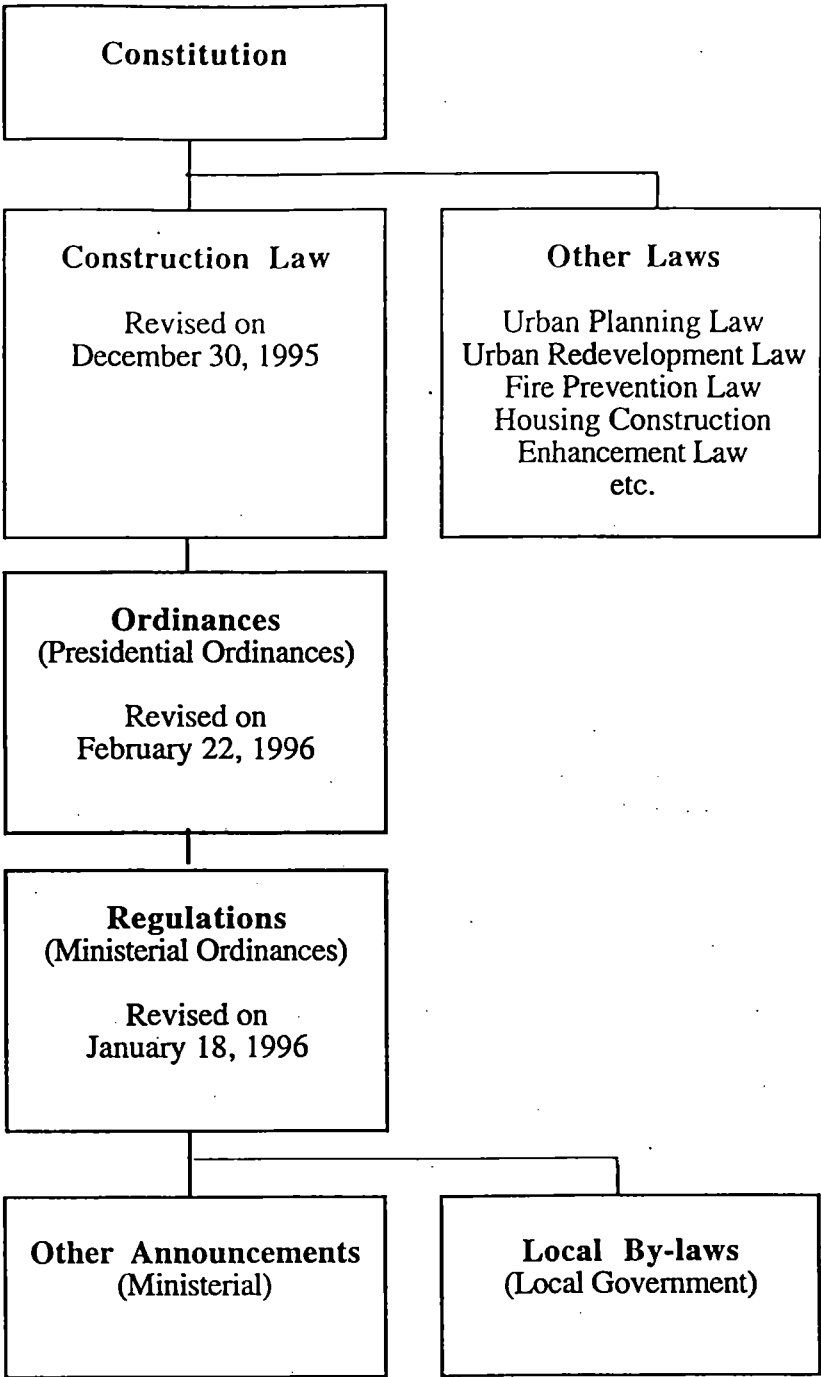 Constitution
Construction Law
Revised on
December 30, 1995
Other Laws
Urban Planning Law
Urban Redevelopment Law
Fire Prevention Law
Housing Construction
Enhancement Law
etc.
Ordinances
(Presidential Ordinances)
Revised on
February 22, 1996
Regulations
(Ministerial Ordinances)
Revised on
January 18, 1996
Other Announcements
(Ministerial)
Local By-laws
(Local Government)